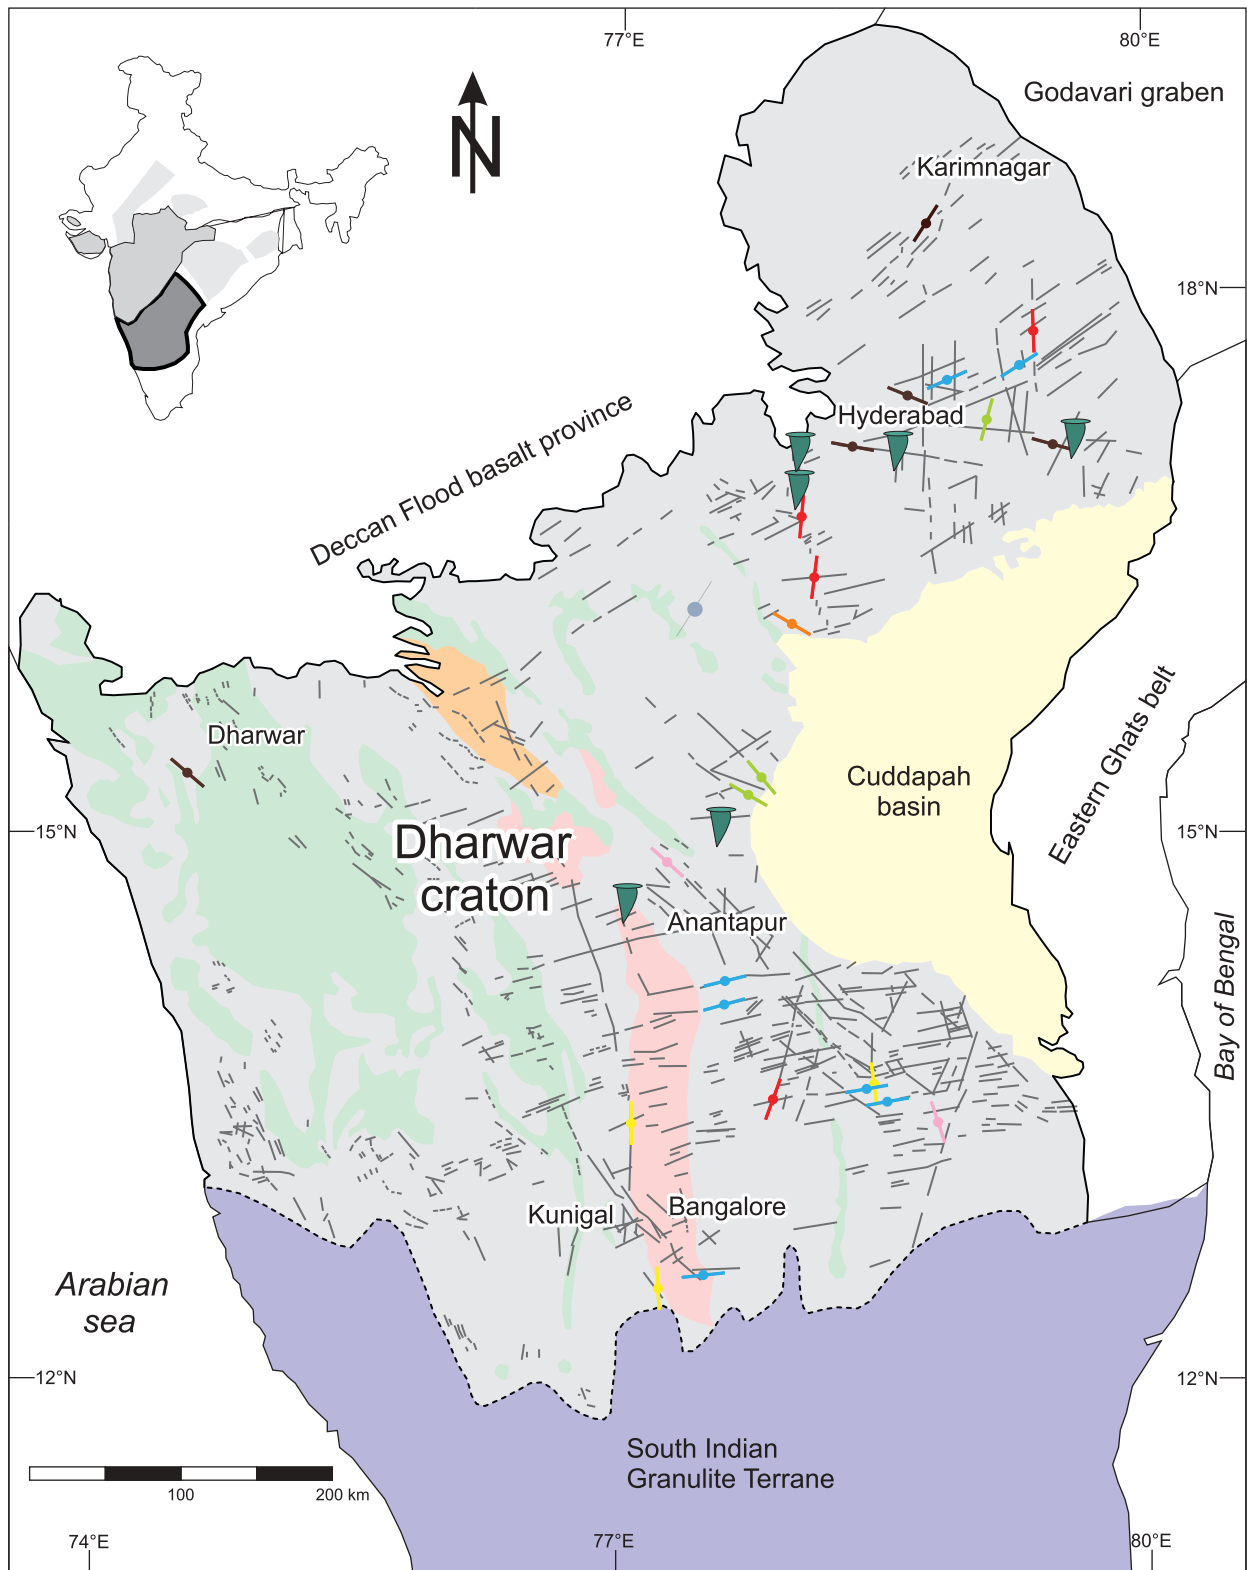 77°E
80°E
Godavari graben
N
Karimnagar
18°N
Hyderabad
Deccan Flood basalt province
Dharwar
Cuddapah
basin
Eastern Ghats belt
15°N
15°N
Dharwar
craton
Anantapur
Bay of Bengal
Kunigal
Bangalore
Arabian
sea
12°N
12°N
South Indian
Granulite Terrane
100
200 km
74°E
77°E
80°E